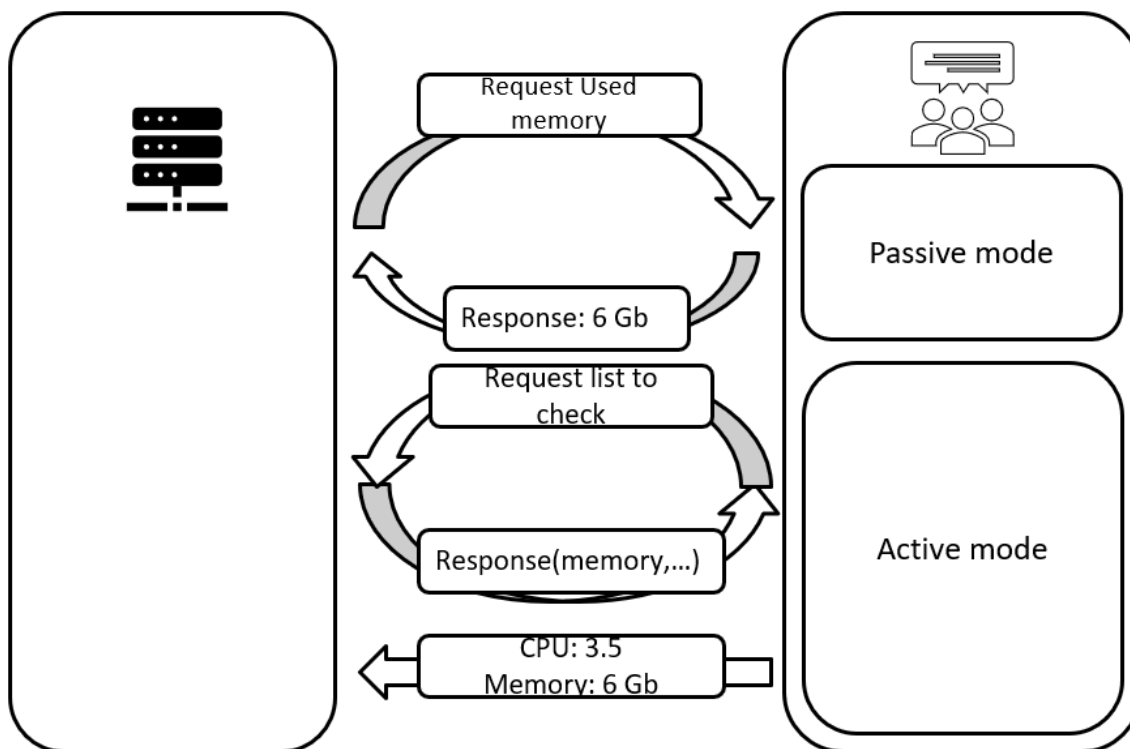 Request Used
memory
Passive mode
Response: 6 Gb
Request list to
check
Active mode
Response(memory,...)
CPU: 3.5
Memory: 6 Gb